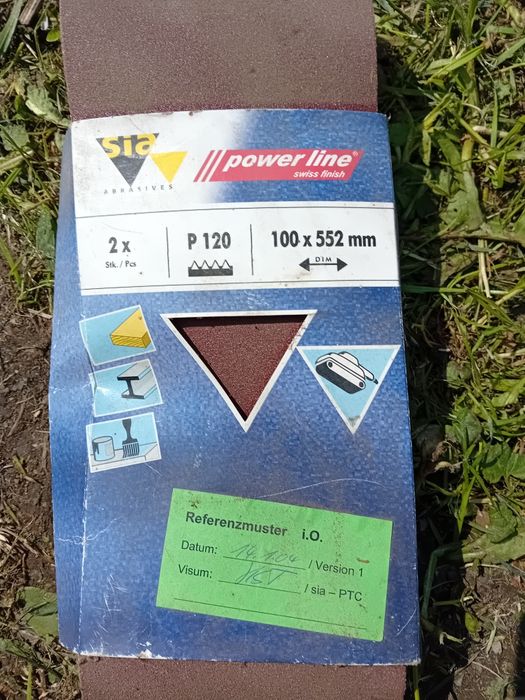 sia
ABRASIVES
power line®
swiss finish
2 x
Stk. / Pcs
P 120
100 x 552 mm
DIM
Referenzmuster i.O.
Datum: / Version 1
Visum: / sia – PTC